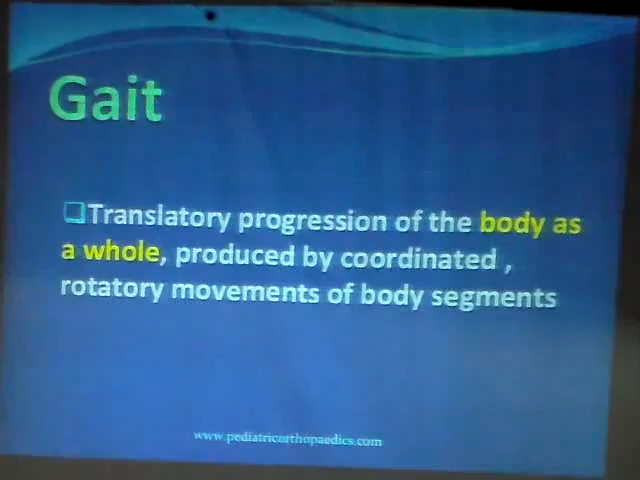 Gait
Translatory progression of the body as
a whole, produced by coordinated ,
rotatory movements of body segments
www.pediatricorthopaedics.com